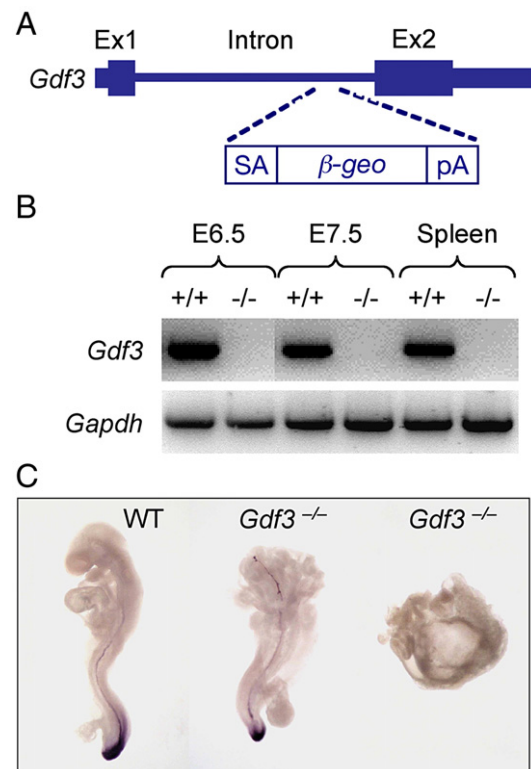 A
Ex1 Intron Ex2
Gdf3
SA β-geo pA
B
E6.5 E7.5 Spleen
+/+ -/- +/+ -/- +/+ -/-
Gdf3
Gapdh
C
WT Gdf3 –/– Gdf3 –/–